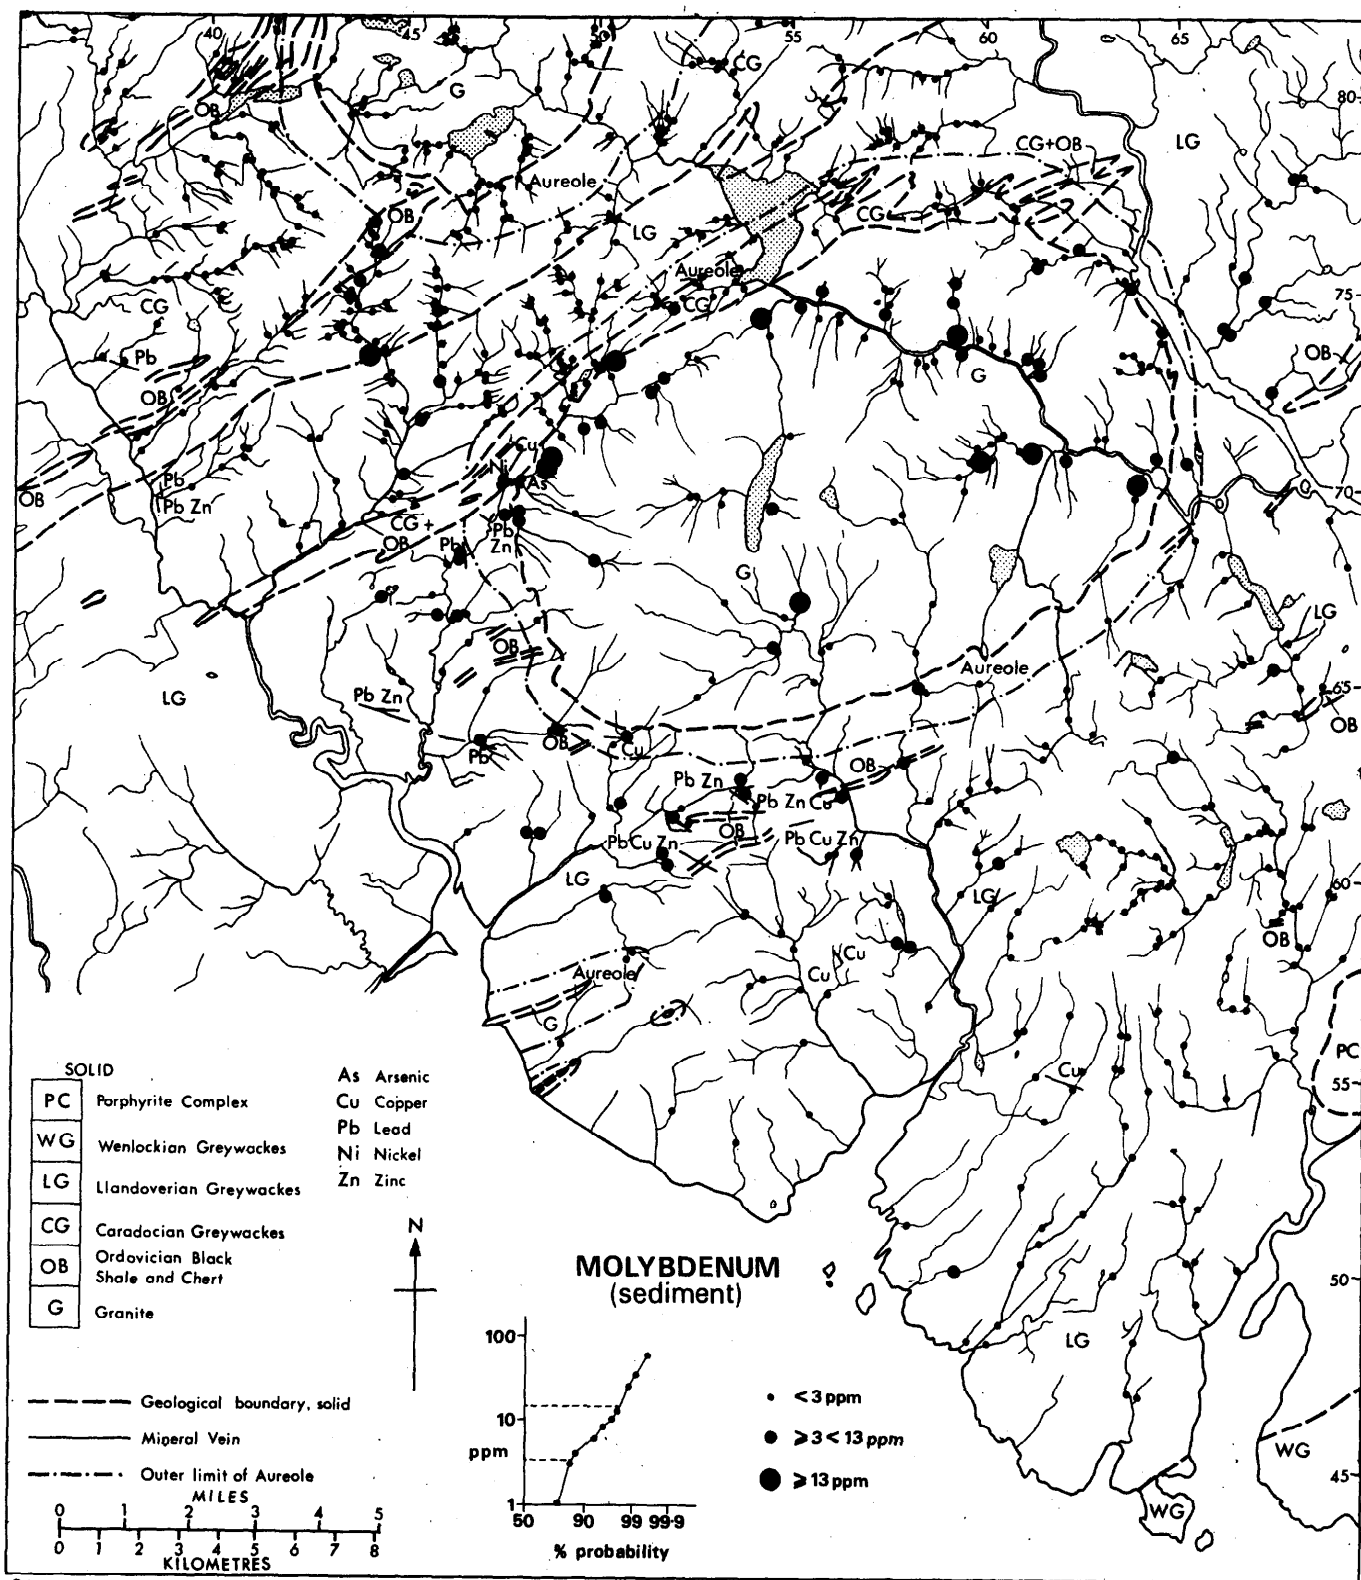 40 45 50 55 60 65
CG
G
80
OB
CG+OB
LG
Aureole
OB
CG
LG
Aureole
CG
75
CG
Pb
OB
OB
G
Cu
Ni
As
OB
Pb
Pb Zn
70
CG +
OB
Pb
Zn
Pb
G
LG
OB
Aureole
LG
Pb Zn
65
OB
OB
Cu
Pb
OB
Pb Zn
Pb Zn Cu
OB
Pb Cu Zn
Pb Cu Zn
LG
60
LG
OB
Cu
Cu
Aureole
G
PC
Cu
55
SOLID
PC Porphyrite Complex
WG Wenlockian Greywackes
LG Llandoverian Greywackes
CG Caradocian Greywackes
OB Ordovician Black
Shale and Chert
G Granite
As Arsenic
Cu Copper
Pb Lead
Ni Nickel
Zn Zinc
N
MOLYBDENUM
(sediment)
50
LG
100
10
ppm
1
50 90 99 99·9
% probability
< 3 ppm
⩾ 3 < 13 ppm
⩾ 13 ppm
WG
45
WG
Geological boundary, solid
Mineral Vein
Outer limit of Aureole
MILES
0 1 2 3 4 5
0 1 2 3 4 5 6 7 8
KILOMETRES